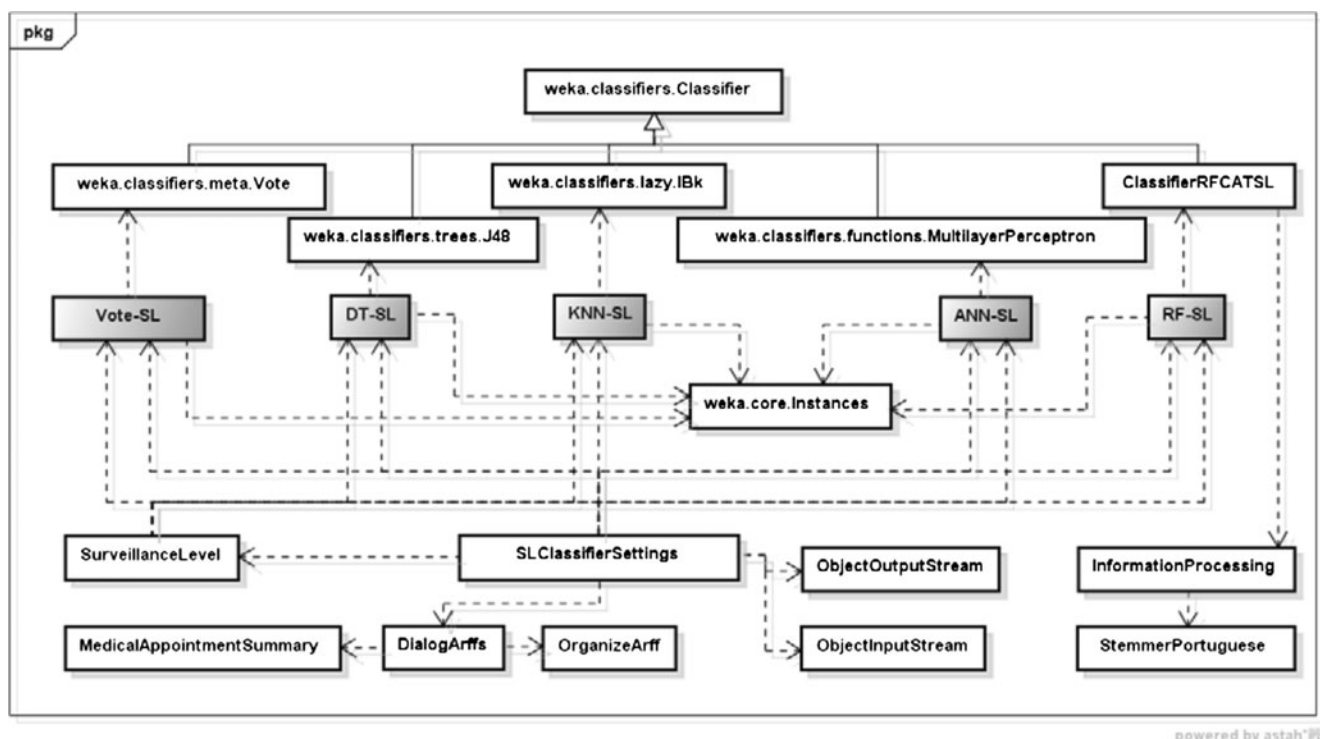 pkg
weka.classifiers.Classifier
weka.classifiers.meta.Vote
weka.classifiers.lazy.IBk
ClassifierRFCATSL
weka.classifiers.trees.J48
weka.classifiers.functions.MultilayerPerceptron
Vote-SL
DT-SL
KNN-SL
ANN-SL
RF-SL
weka.core.Instances
SurveillanceLevel
SLClassifierSettings
ObjectOutputStream
InformationProcessing
MedicalAppointmentSummary
DialogArffs
OrganizeArff
ObjectInputStream
StemmerPortuguese
powered by astah*